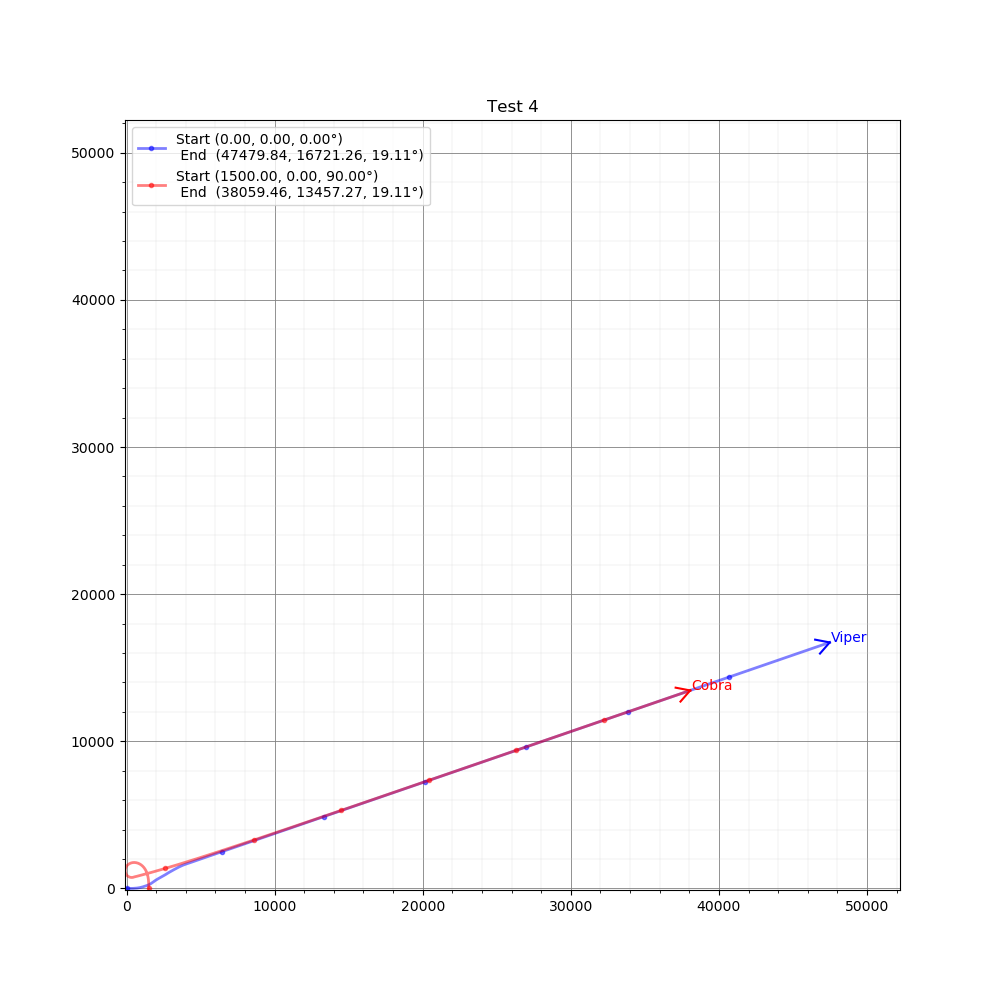 Test 4
Start (0.00, 0.00, 0.00°)
End (47479.84, 16721.26, 19.11°)
Start (1500.00, 0.00, 90.00°)
End (38059.46, 13457.27, 19.11°)
50000
40000
30000
20000
10000
0
Viper
Cobra
0 10000 20000 30000 40000 50000